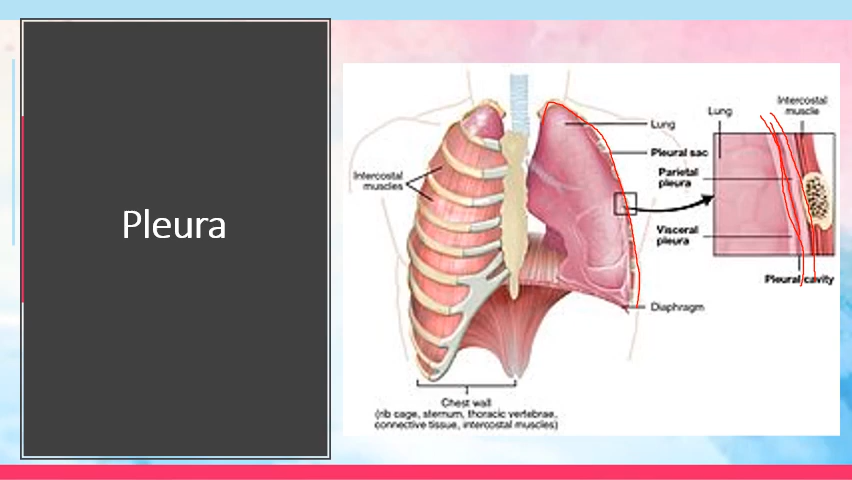 Pleura
Lung
Pleural sac
Parietal
pleura
Visceral
pleura
Diaphragm
Intercostal
muscles
Chest wall
(rib cage, sternum, thoracic vertebrae,
connective tissue, intercostal muscles)
Lung
Intercostal
muscle
Pleural cavity